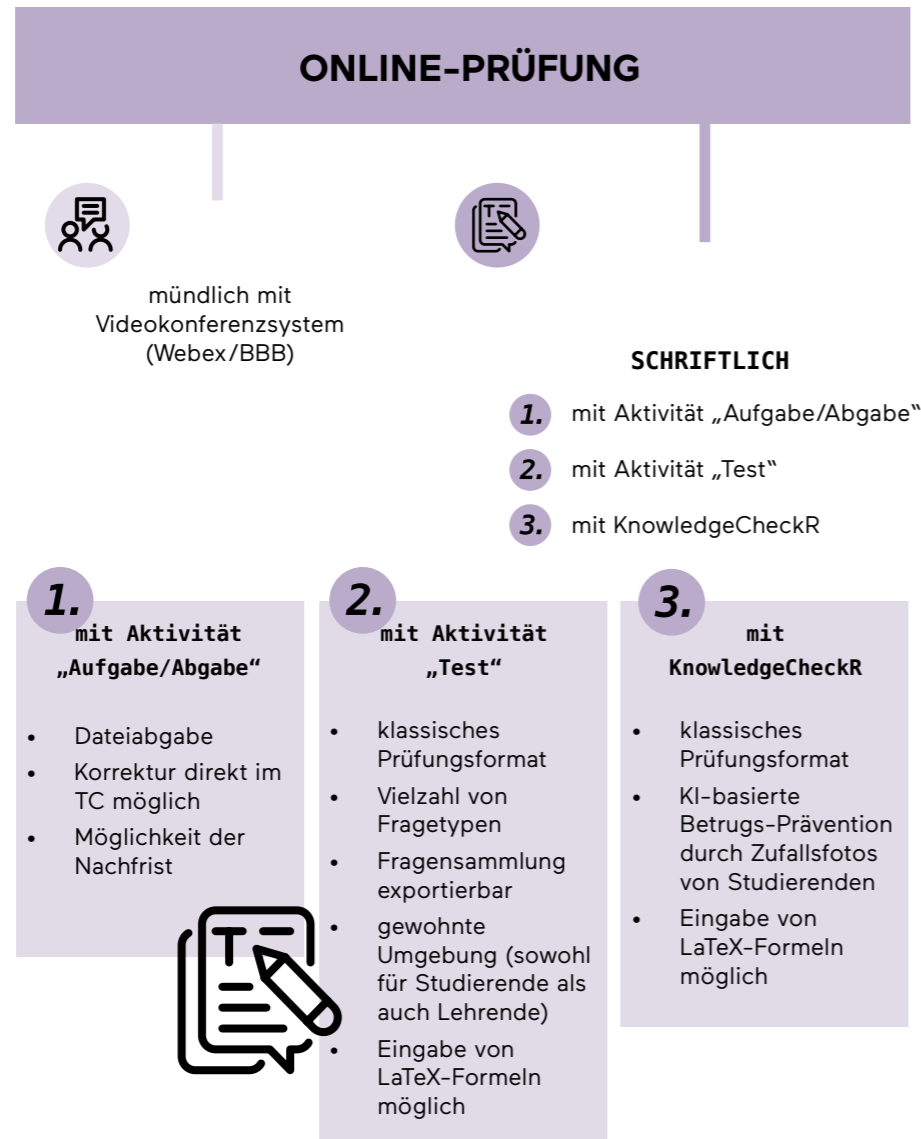 ONLINE-PRÜFUNG
mündlich mit
Videokonferenzsystem
(Webex/BBB)
SCHRIFTLICH
1. mit Aktivität „Aufgabe/Abgabe“
2. mit Aktivität „Test“
3. mit KnowledgeCheckR
1.
mit Aktivität
„Aufgabe/Abgabe“
• Dateiabgabe
• Korrektur direkt im
TC möglich
• Möglichkeit der
Nachfrist
T
2.
mit Aktivität
„Test“
• klassisches
Prüfungsformat
• Vielzahl von
Fragetypen
• Fragensammlung
exportierbar
• gewohnte
Umgebung (sowohl
für Studierende als
auch Lehrende)
• Eingabe von
LaTeX-Formeln
möglich
3.
mit
KnowledgeCheckR
• klassisches
Prüfungsformat
• KI-basierte
Betrugs-Prävention
durch Zufallsfotos
von Studierenden
• Eingabe von
LaTeX-Formeln
möglich